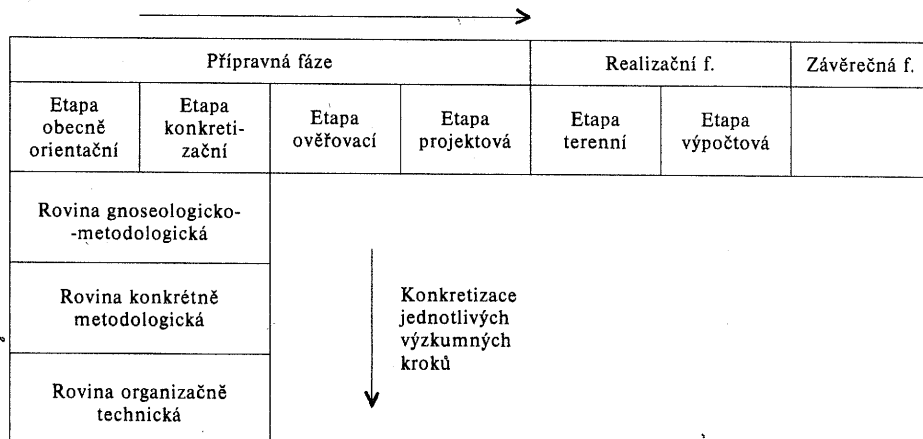 Přípravná fáze
Realizační f.
Závěrečná f.
Etapa
obecně
orientační
Etapa
konkreti-
zační
Etapa
ověřovací
Etapa
projektová
Etapa
terenní
Etapa
výpočtová
Rovina gnoseologicko-
-metodologická
Rovina konkrétně
metodologická
Rovina organizačně
technická
Konkretizace
jednotlivých
výzkumných
kroků